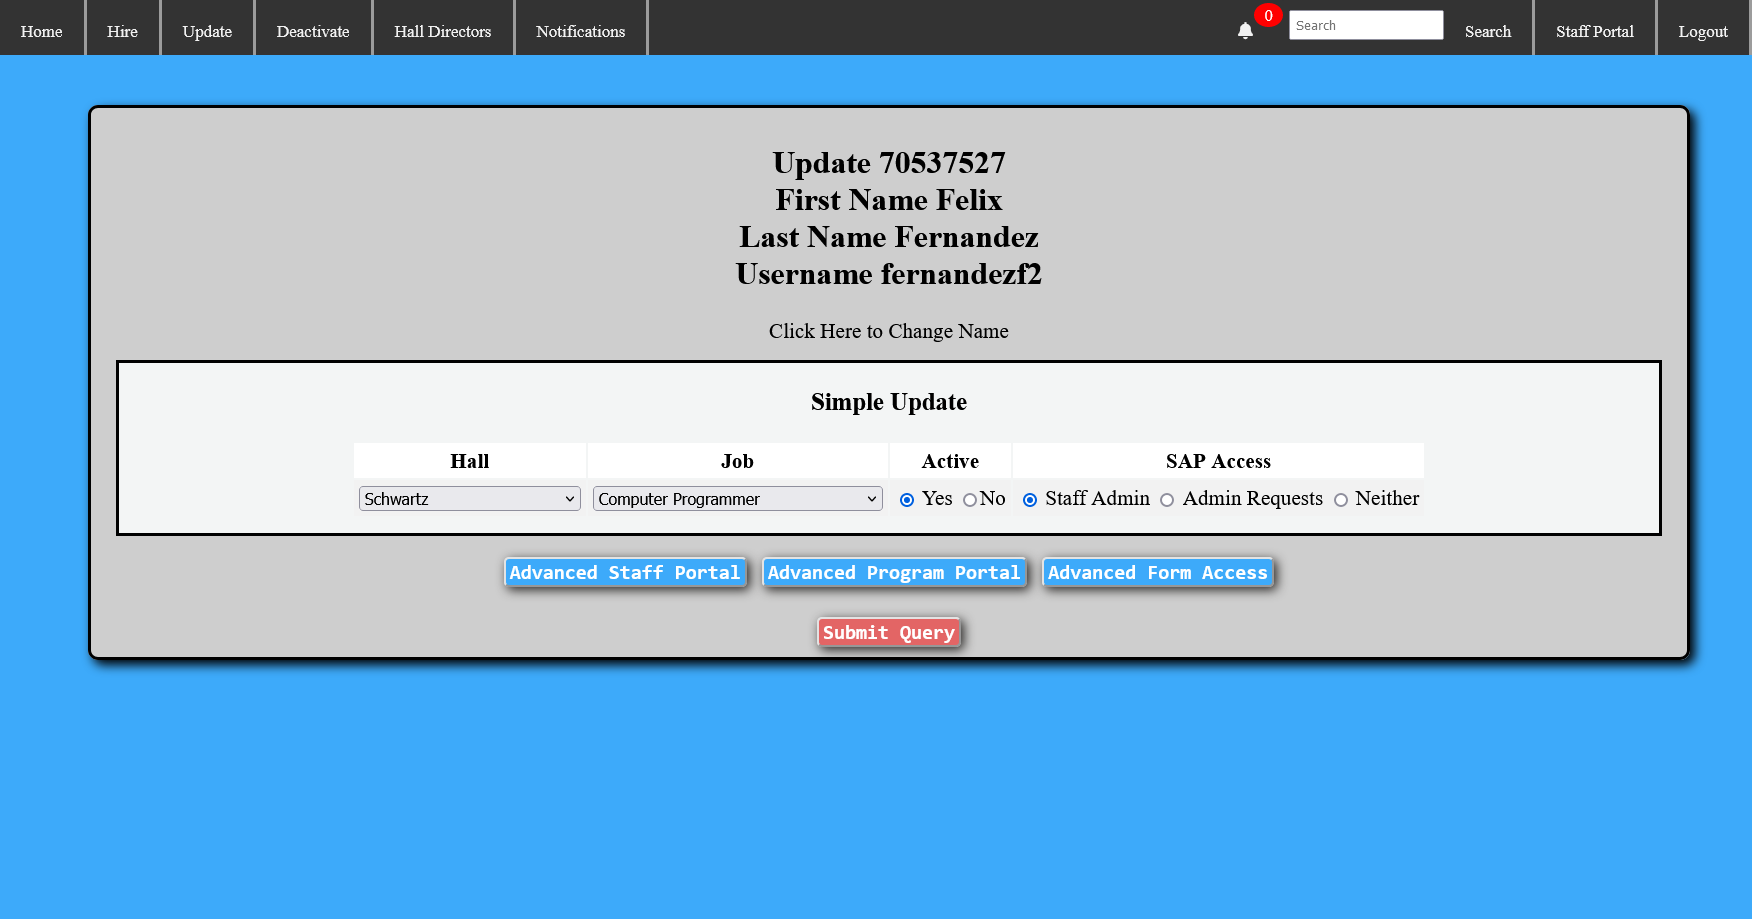 Home Hire Update Deactivate Hall Directors Notifications 0 Search Search Staff Portal Logout
Update 70537527
First Name Felix
Last Name Fernandez
Username fernandezf2
Click Here to Change Name
Simple Update
Hall Job Active SAP Access
Schwartz Computer Programmer Yes No Staff Admin Admin Requests Neither
Advanced Staff Portal Advanced Program Portal Advanced Form Access
Submit Query